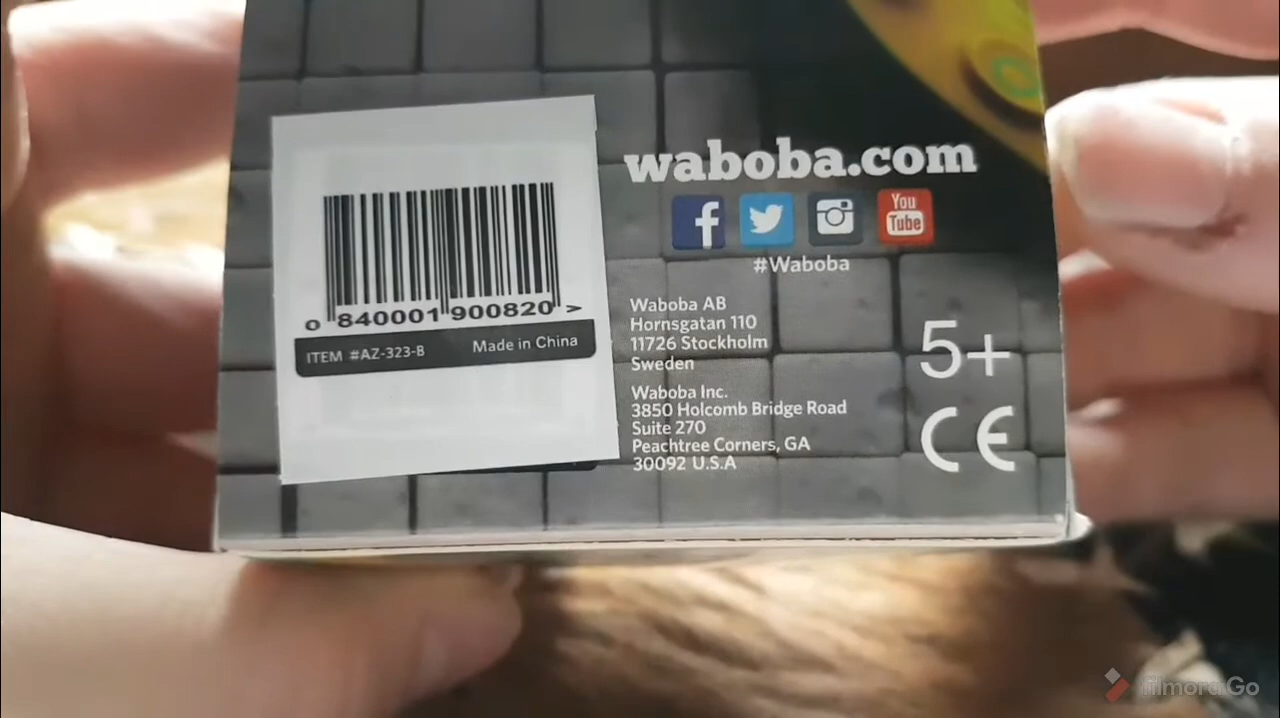 waboba.com
f
You
Tube
#Waboba
0 840001 900820 >
ITEM #AZ-323-B
Made in China
Waboba AB
Hornsgatan 110
11726 Stockholm
Sweden
Waboba Inc.
3850 Holcomb Bridge Road
Suite 270
Peachtree Corners, GA
30092 U.S.A
5+
CE
filmora Go